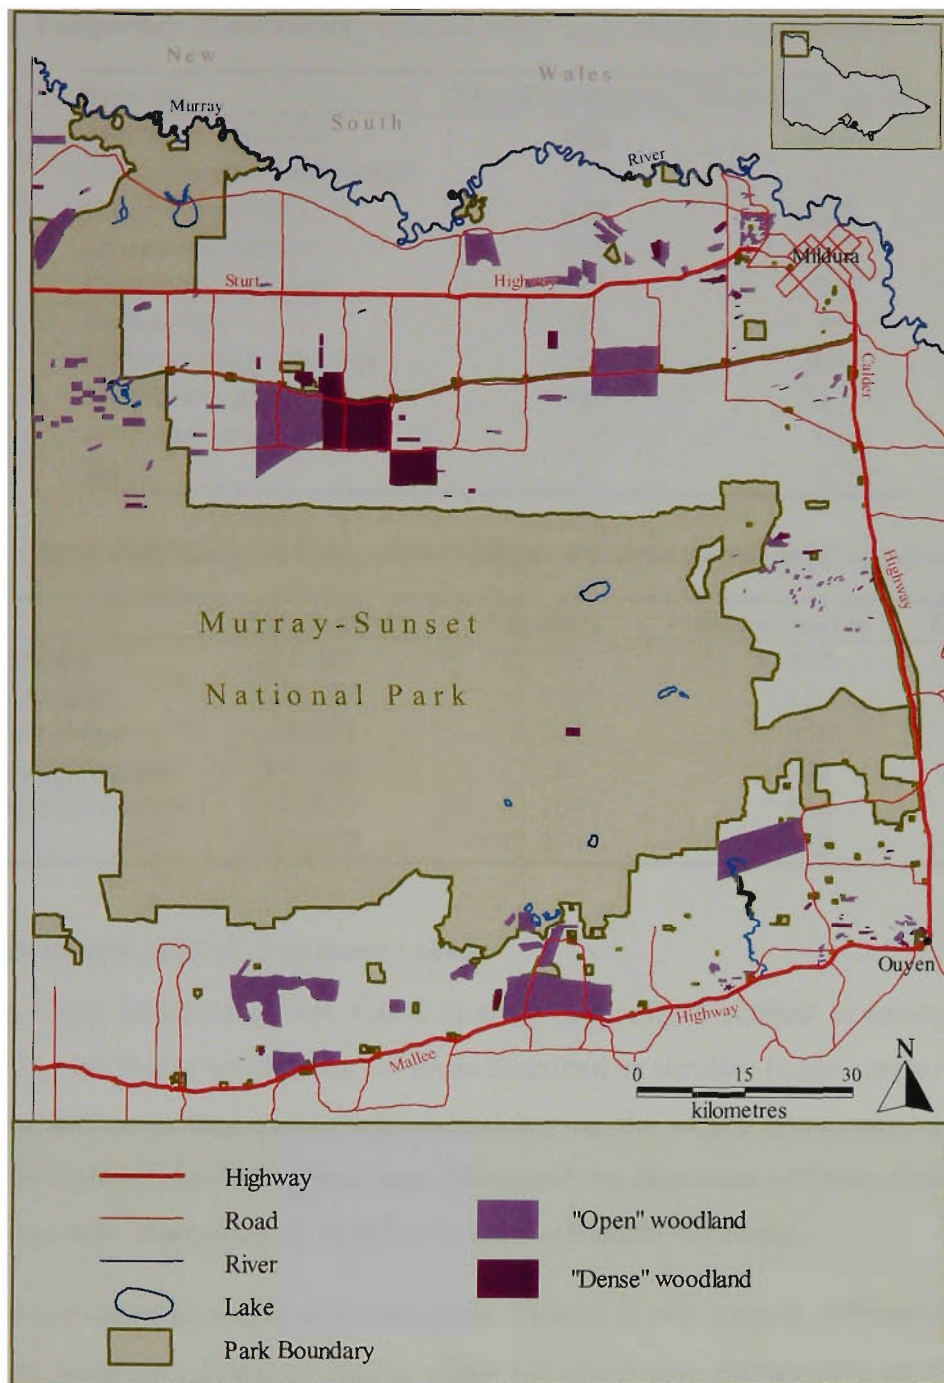 New
Wales
South
Murray
River
Mildura
Sturt
Highway
Calder
Highway
Murray-Sunset
National Park
Ouyen
Highway
Mallee
N
0 15 30
kilometres
Highway
Road
River
Lake
Park Boundary
"Open" woodland
"Dense" woodland